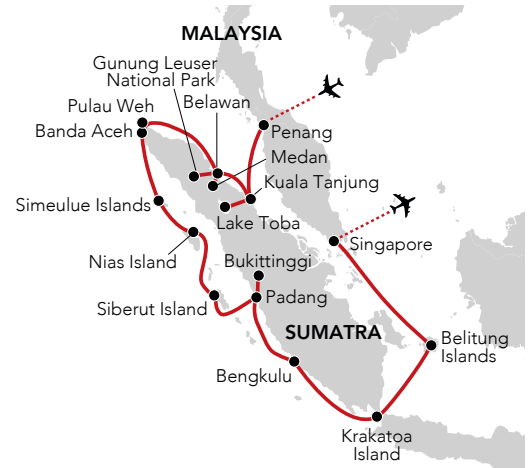 MALAYSIA
Gunung Leuser
National Park
Belawan
Pulau Weh
Banda Aceh
Penang
Medan
Kuala Tanjung
Simeulue Islands
Lake Toba
Singapore
Nias Island
Bukittinggi
Siberut Island
Padang
SUMATRA
Belitung
Islands
Bengkulu
Krakatoa
Island